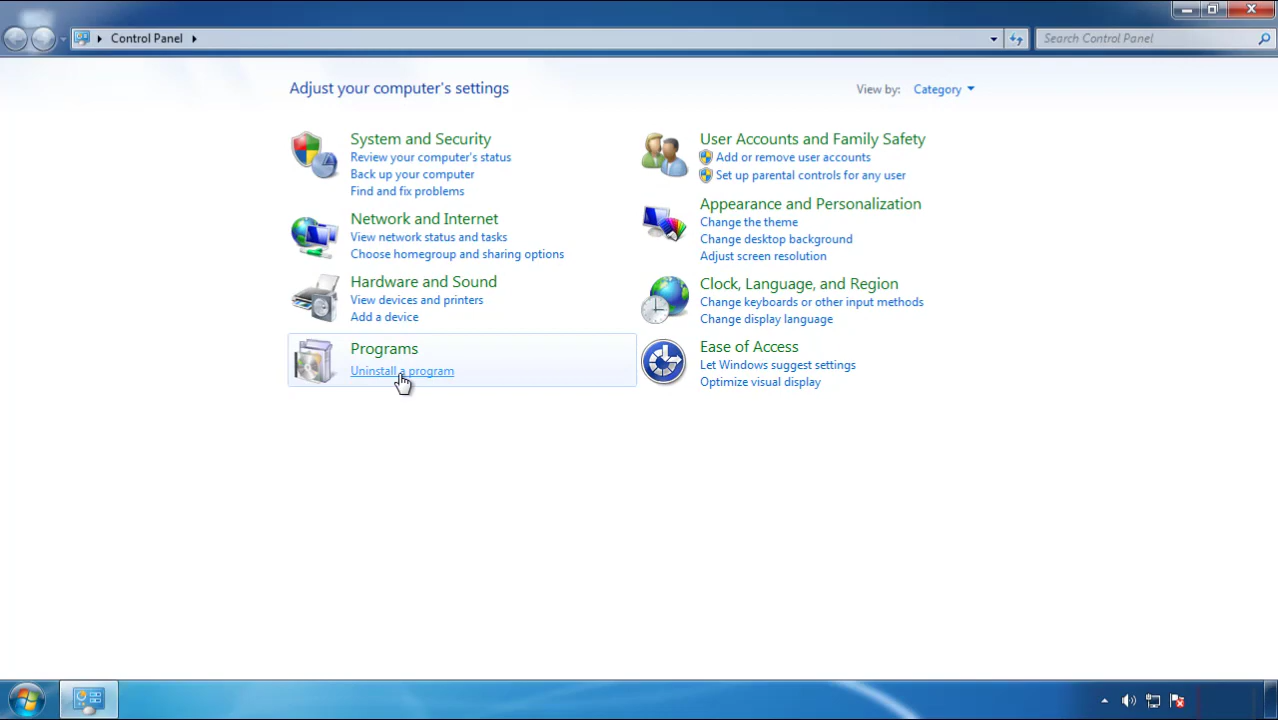 Control Panel
Search Control Panel
Adjust your computer's settings
View by: Category
System and Security
Review your computer's status
Back up your computer
Find and fix problems
Network and Internet
View network status and tasks
Choose homegroup and sharing options
Hardware and Sound
View devices and printers
Add a device
Programs
Uninstall a program
User Accounts and Family Safety
Add or remove user accounts
Set up parental controls for any user
Appearance and Personalization
Change the theme
Change desktop background
Adjust screen resolution
Clock, Language, and Region
Change keyboards or other input methods
Change display language
Ease of Access
Let Windows suggest settings
Optimize visual display